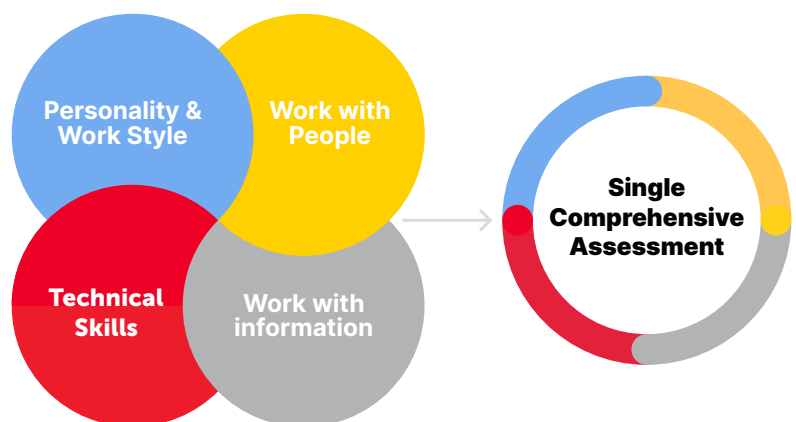 Personality &
Work Style
Work with
People
Technical
Skills
Work with
information
Single
Comprehensive
Assessment